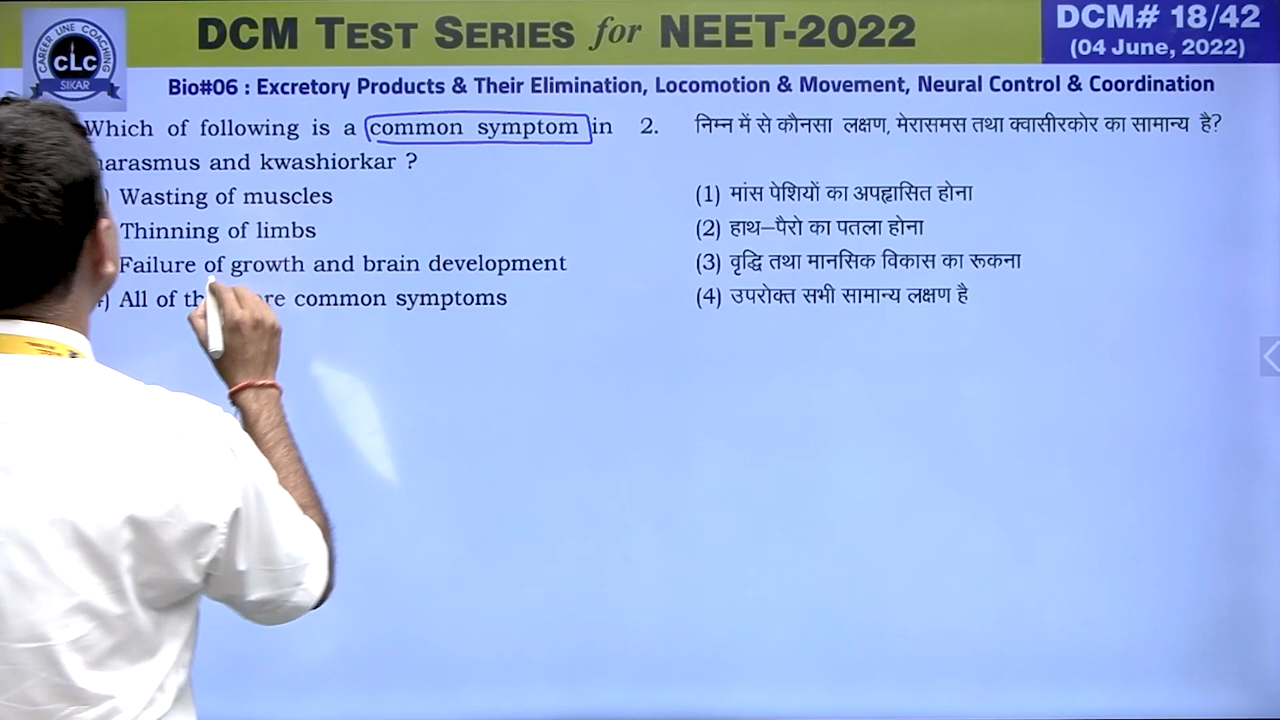 DCM TEST SERIES for NEET-2022
DCM# 18/42
(04 June, 2022)
CAREER LINE COACHING
CLC
SIKAR
Bio#06 : Excretory Products & Their Elimination, Locomotion & Movement, Neural Control & Coordination
Which of following is a common symptom in
and kwashiorkar ?
Wasting of muscles
Thinning of limbs
Failure of growth and brain development
All of common symptoms
2. निम्न में से कौनसा लक्षण, मेरासमस तथा क्वासीरकोर का सामान्य है?
(1) मांस पेशियों का अपह्रासित होना
(2) हाथ–पैरो का पतला होना
(3) वृद्धि तथा मानसिक विकास का रूकना
(4) उपरोक्त सभी सामान्य लक्षण है